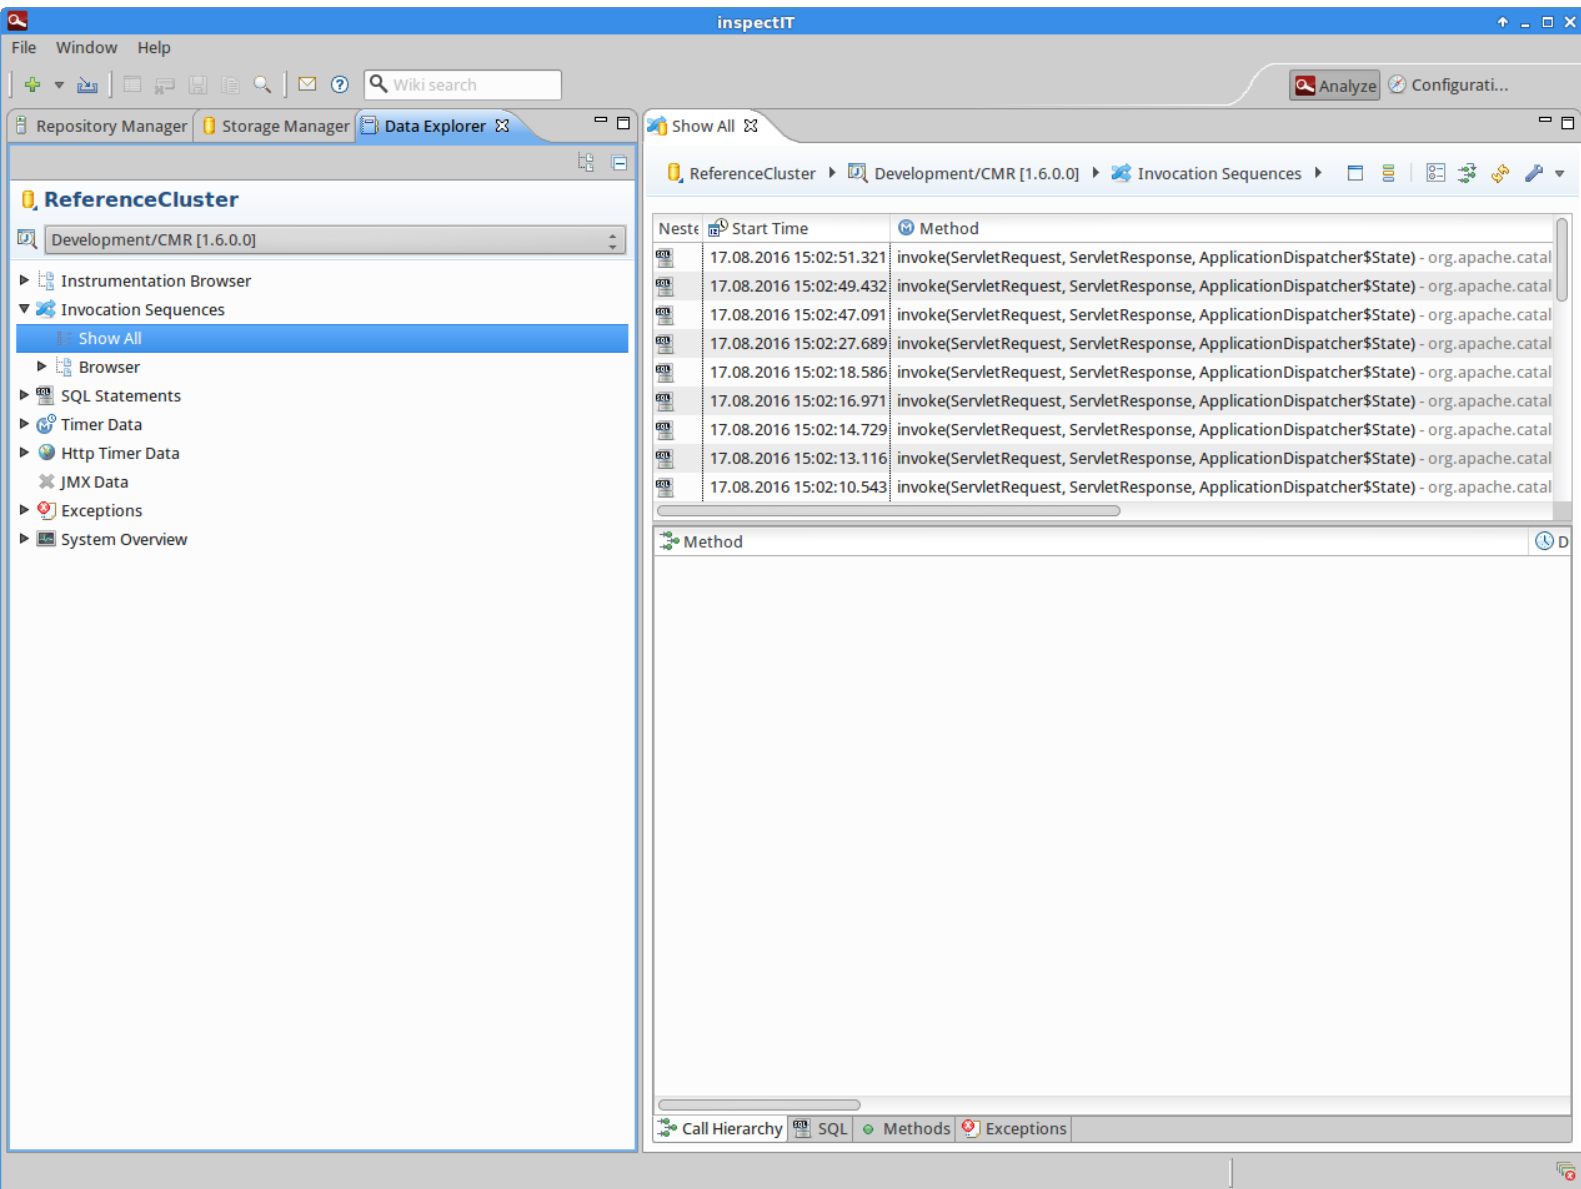 inspectIT
File Window Help
Wiki search
Analyze Configurati...
Repository Manager Storage Manager Data Explorer
Show All
ReferenceCluster Development/CMR [1.6.0.0] Invocation Sequences
ReferenceCluster
Development/CMR [1.6.0.0]
Instrumentation Browser
Invocation Sequences
Show All
Browser
SQL Statements
Timer Data
Http Timer Data
JMX Data
Exceptions
System Overview
Neste Start Time Method
17.08.2016 15:02:51.321 invoke(ServletRequest, ServletResponse, ApplicationDispatcher$State) - org.apache.catal
17.08.2016 15:02:49.432 invoke(ServletRequest, ServletResponse, ApplicationDispatcher$State) - org.apache.catal
17.08.2016 15:02:47.091 invoke(ServletRequest, ServletResponse, ApplicationDispatcher$State) - org.apache.catal
17.08.2016 15:02:27.689 invoke(ServletRequest, ServletResponse, ApplicationDispatcher$State) - org.apache.catal
17.08.2016 15:02:18.586 invoke(ServletRequest, ServletResponse, ApplicationDispatcher$State) - org.apache.catal
17.08.2016 15:02:16.971 invoke(ServletRequest, ServletResponse, ApplicationDispatcher$State) - org.apache.catal
17.08.2016 15:02:14.729 invoke(ServletRequest, ServletResponse, ApplicationDispatcher$State) - org.apache.catal
17.08.2016 15:02:13.116 invoke(ServletRequest, ServletResponse, ApplicationDispatcher$State) - org.apache.catal
17.08.2016 15:02:10.543 invoke(ServletRequest, ServletResponse, ApplicationDispatcher$State) - org.apache.catal
Method D
Call Hierarchy SQL Methods Exceptions